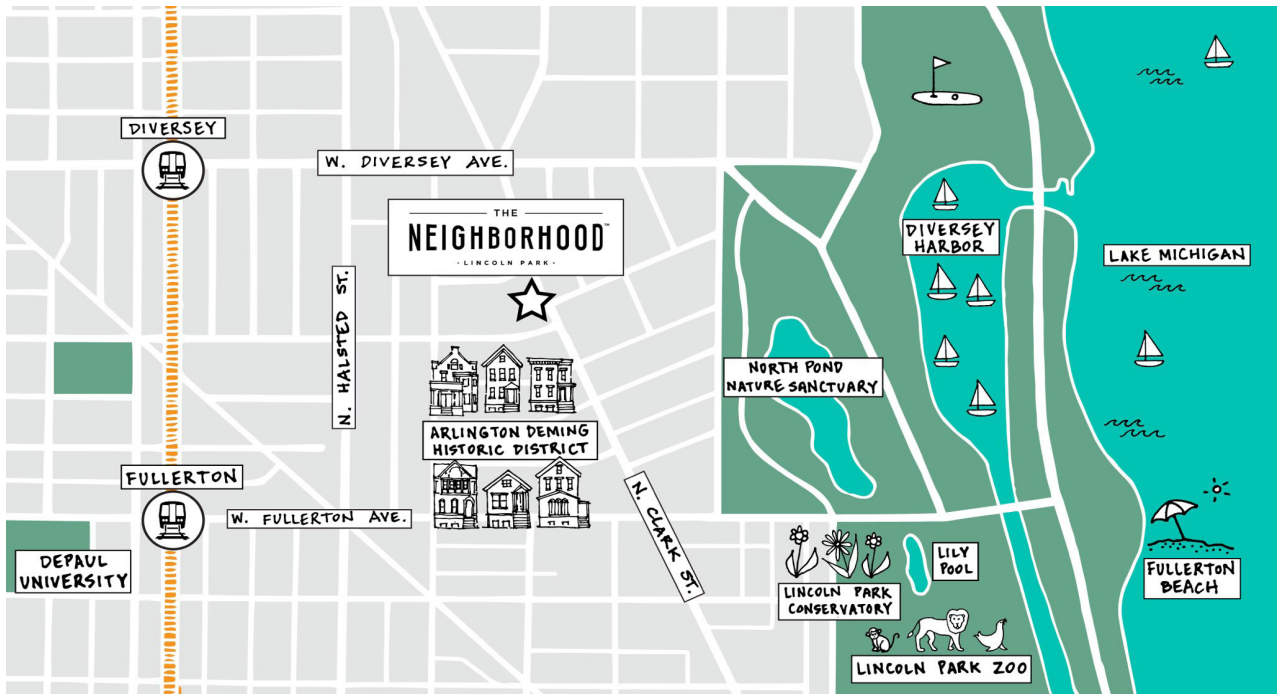 DIVERSEY
W. DIVERSEY AVE.
THE
NEIGHBORHOOD™
· LINCOLN PARK ·
DIVERSEY
HARBOR
LAKE MICHIGAN
N. HALSTED ST.
NORTH POND
NATURE SANCTUARY
ARLINGTON DEMING
HISTORIC DISTRICT
FULLERTON
W. FULLERTON AVE.
N. CLARK ST.
DEPAUL
UNIVERSITY
LILY
POOL
FULLERTON
BEACH
LINCOLN PARK
CONSERVATORY
LINCOLN PARK ZOO